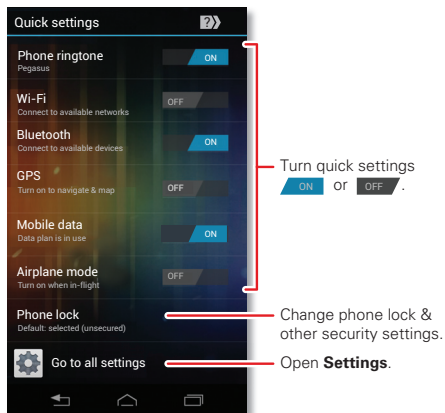 Quick settings
?
Phone ringtone
Pegasus
ON
Wi-Fi
Connect to available networks
OFF
Bluetooth
Connect to available devices
ON
GPS
Turn on to navigate & map
OFF
Mobile data
Data plan is in use
ON
Airplane mode
Turn on when in-flight
OFF
Phone lock
Default: selected (unsecured)
Go to all settings
Turn quick settings
ON or OFF.
Change phone lock &
other security settings.
Open Settings.